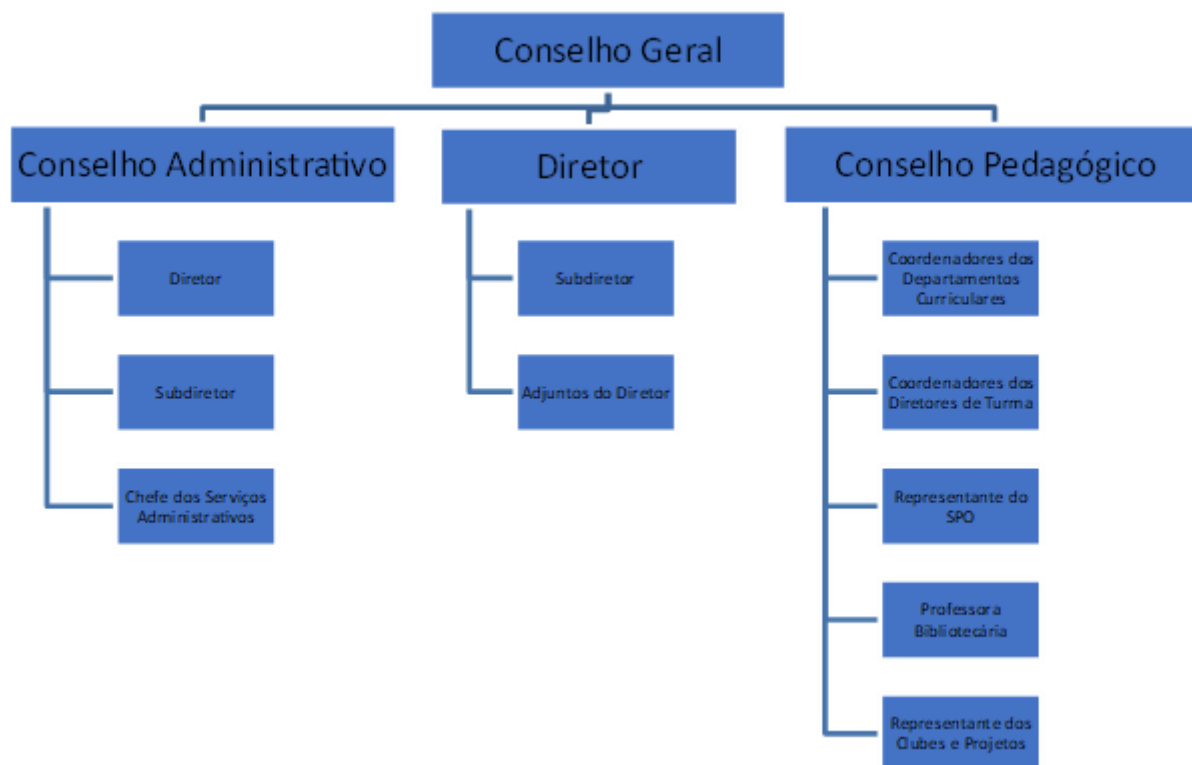 Conselho Geral
Conselho Administrativo
Diretor
Subdiretor
Chefe dos Serviços
Administrativos
Diretor
Subdiretor
Adjuntos do Diretor
Conselho Pedagógico
Coordenadores dos
Departamentos
Curriculares
Coordenadores dos
Diretores de Turma
Representante do
SPO
Professora
Bibliotecária
Representante dos
Clubes e Projetos